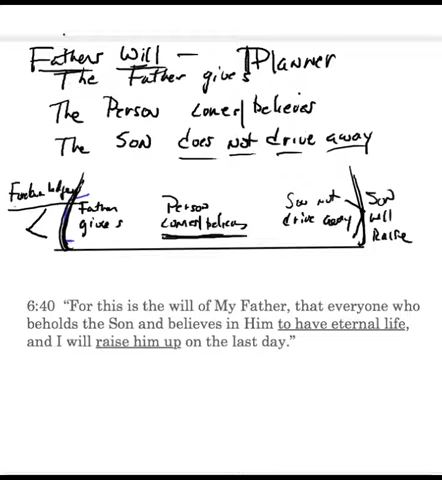 Fathers Will — Planner
The Father gives
The Person comes/believes
The Son does not drive away
Father gives
Person comes/believes
Son not drive away
Son will Raise
6:40 “For this is the will of My Father, that everyone who
beholds the Son and believes in Him to have eternal life,
and I will raise him up on the last day.”